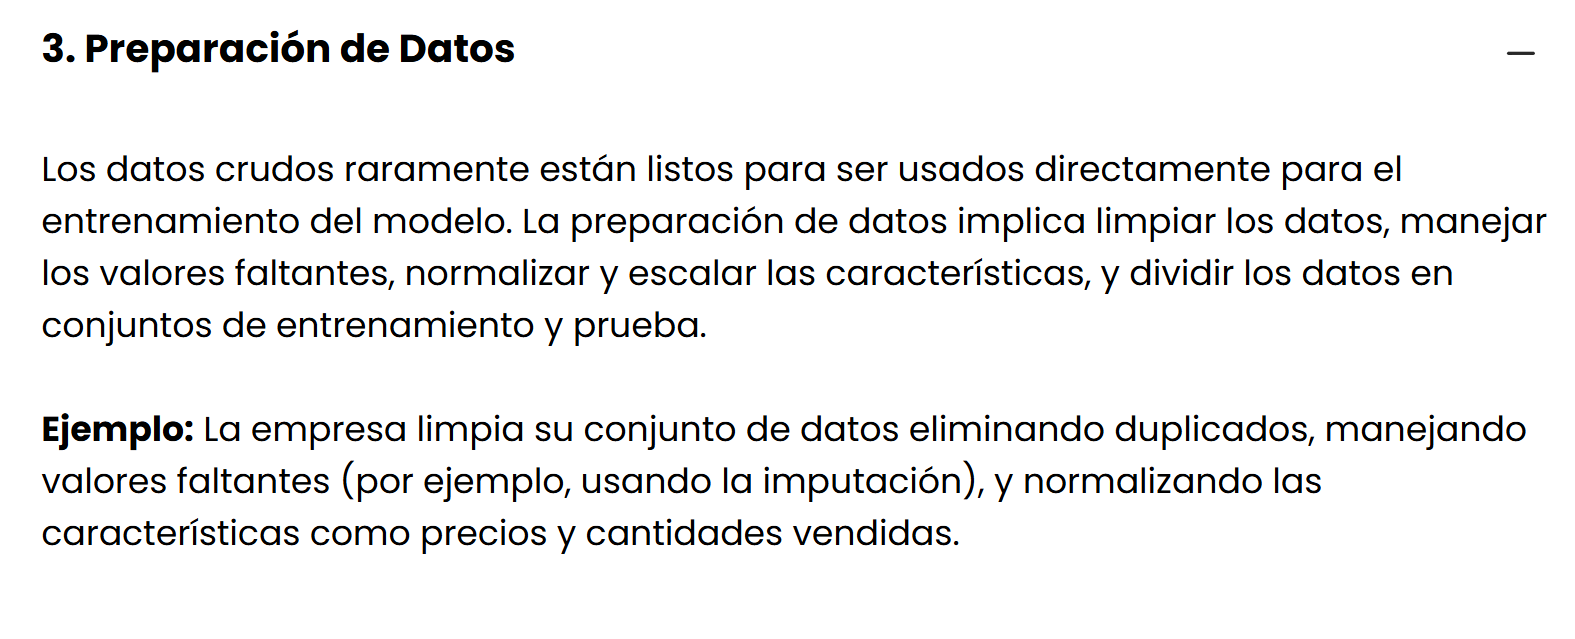 3. Preparación de Datos
Los datos crudos raramente están listos para ser usados directamente para el
entrenamiento del modelo. La preparación de datos implica limpiar los datos, manejar
los valores faltantes, normalizar y escalar las características, y dividir los datos en
conjuntos de entrenamiento y prueba.
Ejemplo: La empresa limpia su conjunto de datos eliminando duplicados, manejando
valores faltantes (por ejemplo, usando la imputación), y normalizando las
características como precios y cantidades vendidas.